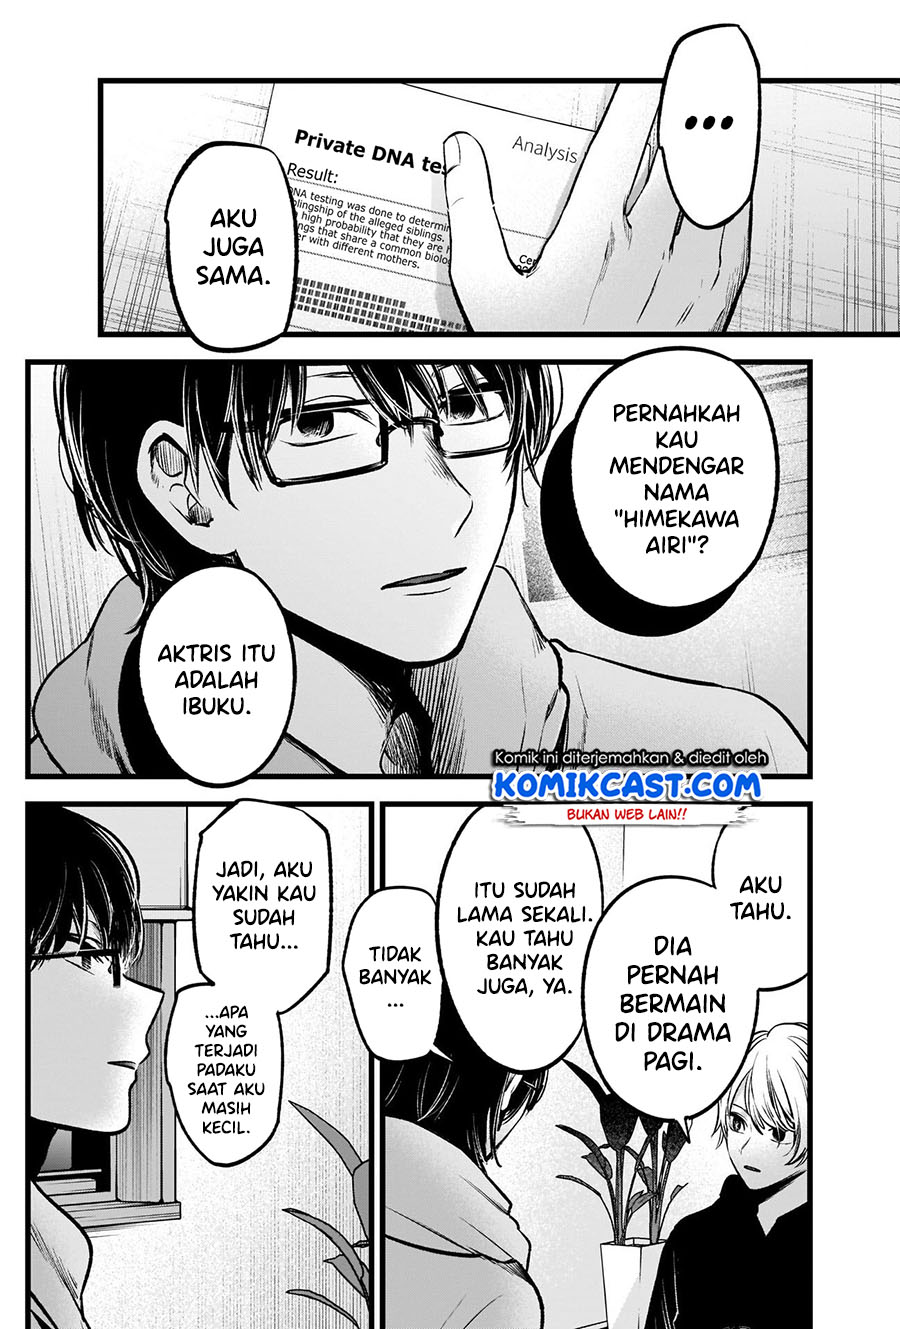 ...
Private DNA tes
Analysis
Result:
DNA testing was done to determin
blingship of the alleged siblings.
high probability that they are h
ngs that share a common biolog
er with different mothers.
Cer
AKU
JUGA
SAMA.
PERNAHKAH
KAU
MENDENGAR
NAMA
"HIMEKAWA
AIRI"?
AKTRIS ITU
ADALAH
IBUKU.
Komik ini diterjemahkan & diedit oleh
KOMIKCAST.COM
BUKAN WEB LAIN!!
AKU
TAHU.
DIA
PERNAH
BERMAIN
DI DRAMA
PAGI.
ITU SUDAH
LAMA SEKALI.
KAU TAHU
BANYAK
JUGA, YA.
TIDAK
BANYAK
...
JADI, AKU
YAKIN KAU
SUDAH
TAHU...
...APA
YANG
TERJADI
PADAKU
SAAT AKU
MASIH
KECIL.